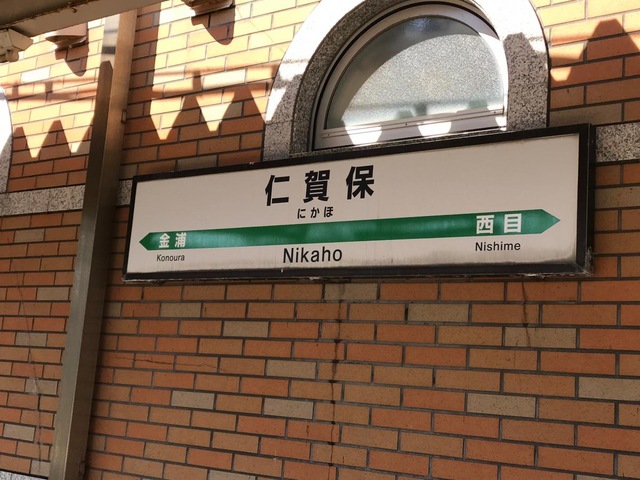 仁賀保
にかほ
金浦
西目
Konoura
Nikaho
Nishime